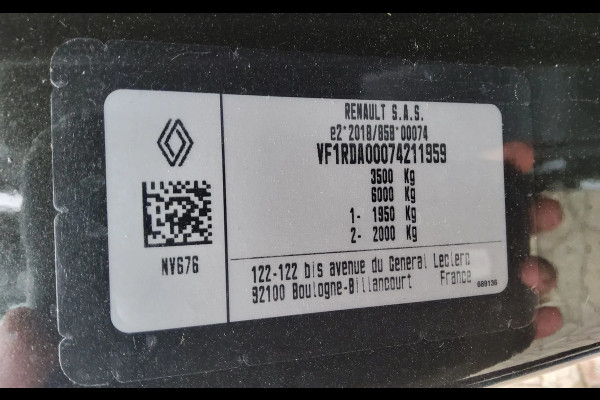 RENAULT S.A.S.
e2*2018/858*00074
VF1RDA00074211959
3500 Kg
6000 Kg
1- 1950 Kg
2- 2000 Kg
NV676
122-122 bis avenue du General Leclerc
92100 Boulogne-Billancourt France
689136